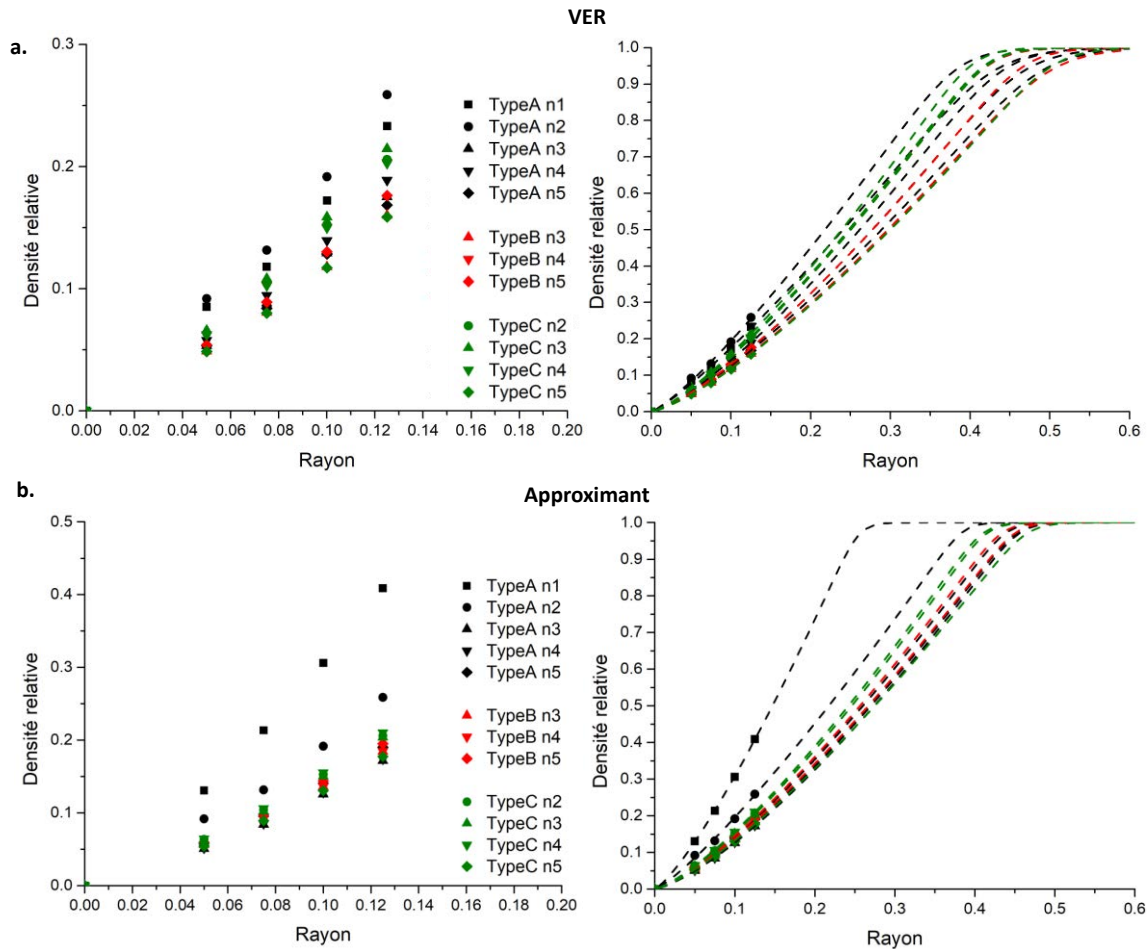 VER
a.
0.3
0.2
0.1
0.0
Densité relative
0.00 0.02 0.04 0.06 0.08 0.10 0.12 0.14 0.16 0.18 0.20
Rayon
TypeA n1
TypeA n2
TypeA n3
TypeA n4
TypeA n5
TypeB n3
TypeB n4
TypeB n5
TypeC n2
TypeC n3
TypeC n4
TypeC n5
1.0
0.9
0.8
0.7
0.6
0.5
0.4
0.3
0.2
0.1
0.0
Densité relative
0.0 0.1 0.2 0.3 0.4 0.5 0.6
Rayon
b.
Approximant
0.5
0.4
0.3
0.2
0.1
0.0
Densité relative
0.00 0.02 0.04 0.06 0.08 0.10 0.12 0.14 0.16 0.18 0.20
Rayon
TypeA n1
TypeA n2
TypeA n3
TypeA n4
TypeA n5
TypeB n3
TypeB n4
TypeB n5
TypeC n2
TypeC n3
TypeC n4
TypeC n5
1.0
0.9
0.8
0.7
0.6
0.5
0.4
0.3
0.2
0.1
0.0
Densité relative
0.0 0.1 0.2 0.3 0.4 0.5 0.6
Rayon